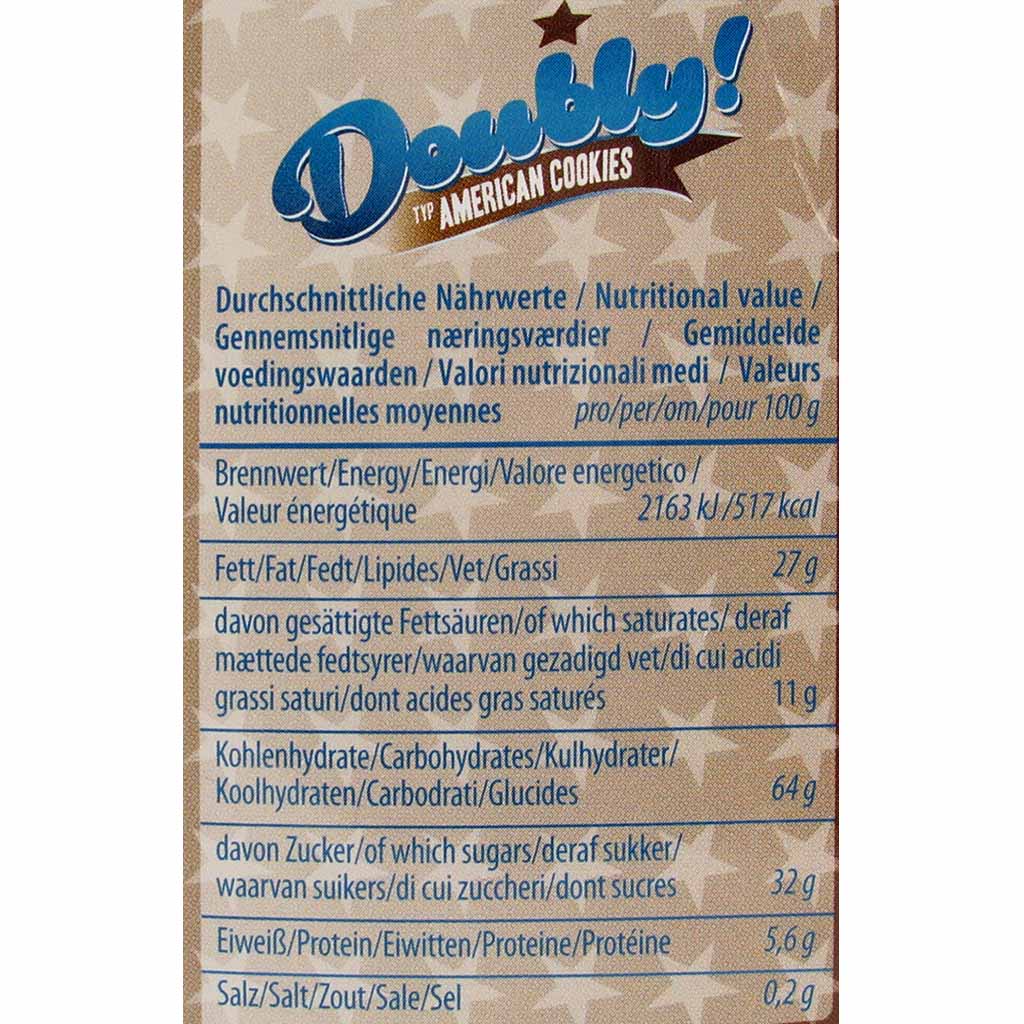 Doubly!
TYP AMERICAN COOKIES
Durchschnittliche Nährwerte / Nutritional value /
Gennemsnitlige næringsværdier / Gemiddelde
voedingswaarden / Valori nutrizionali medi / Valeurs
nutritionnelles moyennes pro/per/om/pour 100 g
Brennwert/Energy/Energi/Valore energetico /
Valeur énergétique 2163 kJ/517 kcal
Fett/Fat/Fedt/Lipides/Vet/Grassi 27 g
davon gesättigte Fettsäuren/of which saturates/ deraf
mættede fedtsyrer/waarvan gezadigd vet/di cui acidi
grassi saturi/dont acides gras saturés 11 g
Kohlenhydrate/Carbohydrates/Kulhydrater/
Koolhydraten/Carbodrati/Glucides 64 g
davon Zucker/of which sugars/deraf sukker/
waarvan suikers/di cui zuccheri/dont sucres 32 g
Eiweiß/Protein/Eiwitten/Proteine/Protéine 5,6 g
Salz/Salt/Zout/Sale/Sel 0,2 g